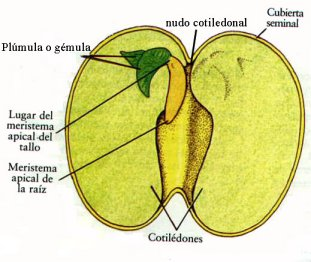 Plúmula o gémula
nudo cotiledonal
Cubierta
seminal
Lugar del
meristema
apical del
tallo
Meristema
apical de
la raíz
Cotilédones